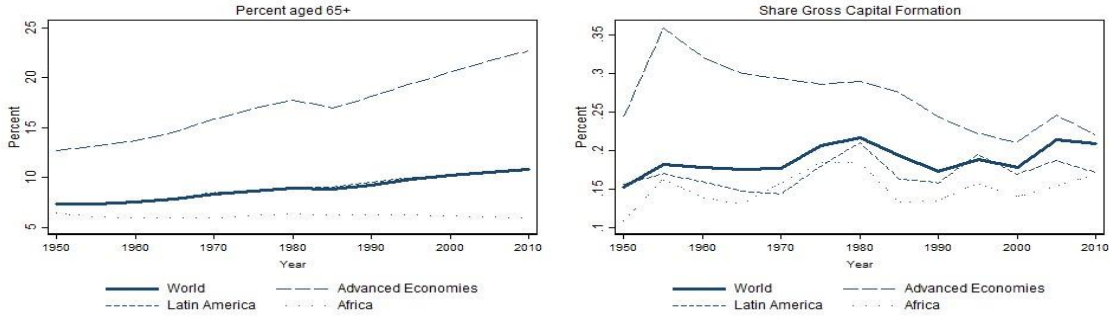 Percent aged 65+
Percent
5 10 15 20 25
1950 1960 1970 1980 1990 2000 2010
Year
World Advanced Economies
Latin America Africa
Share Gross Capital Formation
Percent
.1 .15 .2 .25 .3 .35
1950 1960 1970 1980 1990 2000 2010
Year
World Advanced Economies
Latin America Africa